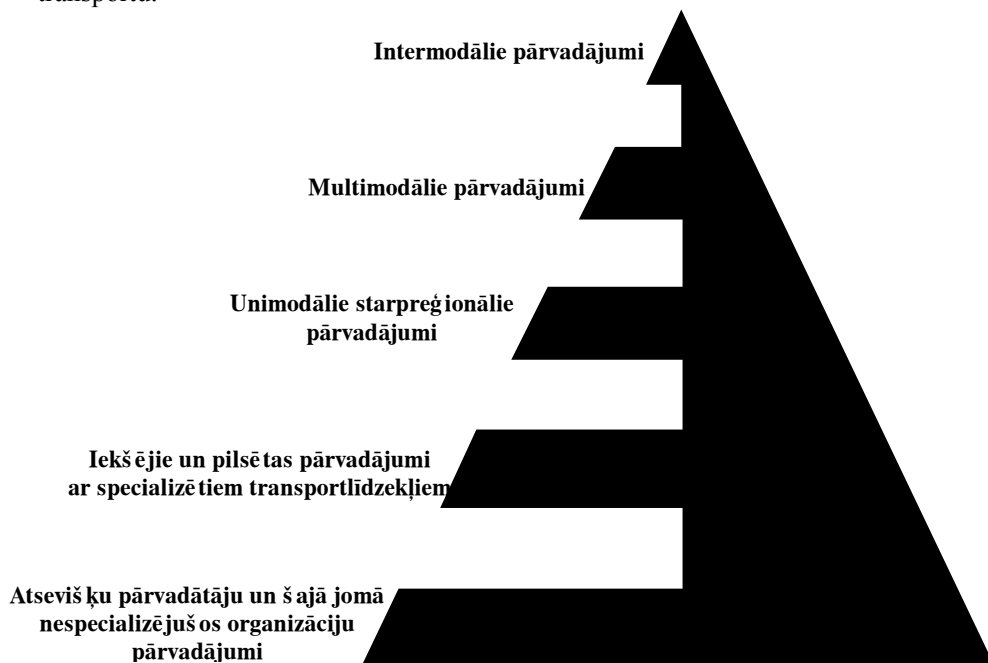 transportu.
Intermodālie pārvadājumi
Multimodālie pārvadājumi
Unimodālie starpreģionālie
pārvadājumi
Iekšējie un pilsētas pārvadājumi
ar specializētiem transportlīdzekļiem
Atsevišķu pārvadātāju un šajā jomā
nespecializējušos organizāciju
pārvadājumi